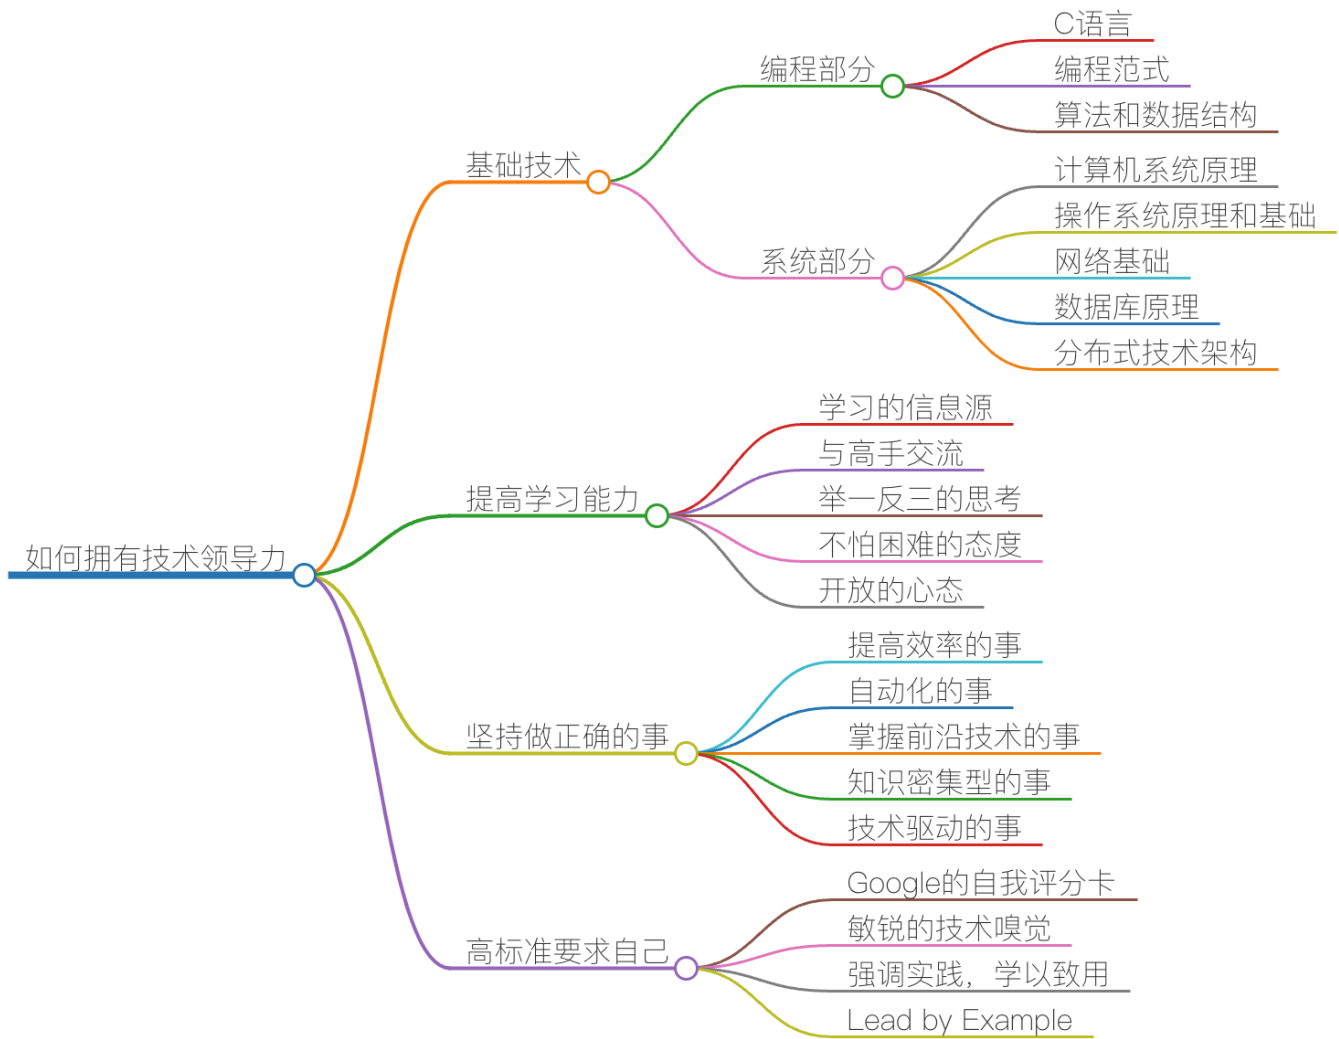 如何拥有技术领导力
基础技术
编程部分
C语言
编程范式
算法和数据结构
系统部分
计算机系统原理
操作系统原理和基础
网络基础
数据库原理
分布式技术架构
提高学习能力
学习的信息源
与高手交流
举一反三的思考
不怕困难的态度
开放的心态
坚持做正确的事
提高效率的事
自动化的事
掌握前沿技术的事
知识密集型的事
技术驱动的事
高标准要求自己
Google的自我评分卡
敏锐的技术嗅觉
强调实践，学以致用
Lead by Example